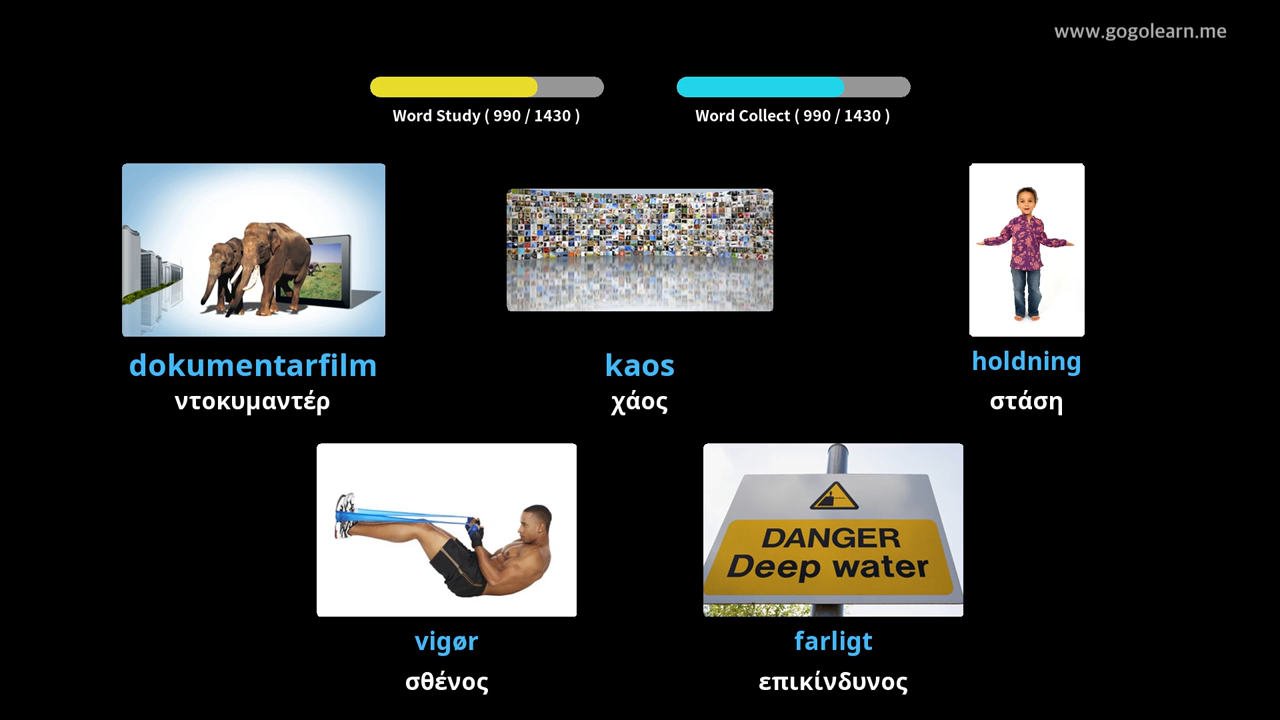 www.gogolearn.me
Word Study ( 990 / 1430 )
Word Collect ( 990 / 1430 )
dokumentarfilm
ντοκυμαντέρ
kaos
χάος
holdning
στάση
DANGER
Deep water
vigør
σθένος
farligt
επικίνδυνος